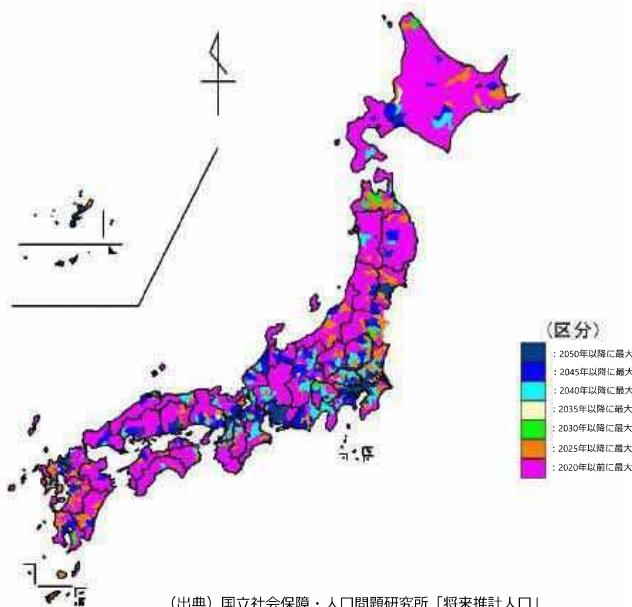 (区分)
：2050年以降に最大
：2045年以降に最大
：2040年以降に最大
：2035年以降に最大
：2030年以降に最大
：2025年以降に最大
：2020年以前に最大
（出典）国立社会保障・人口問題研究所「将来推計人口」